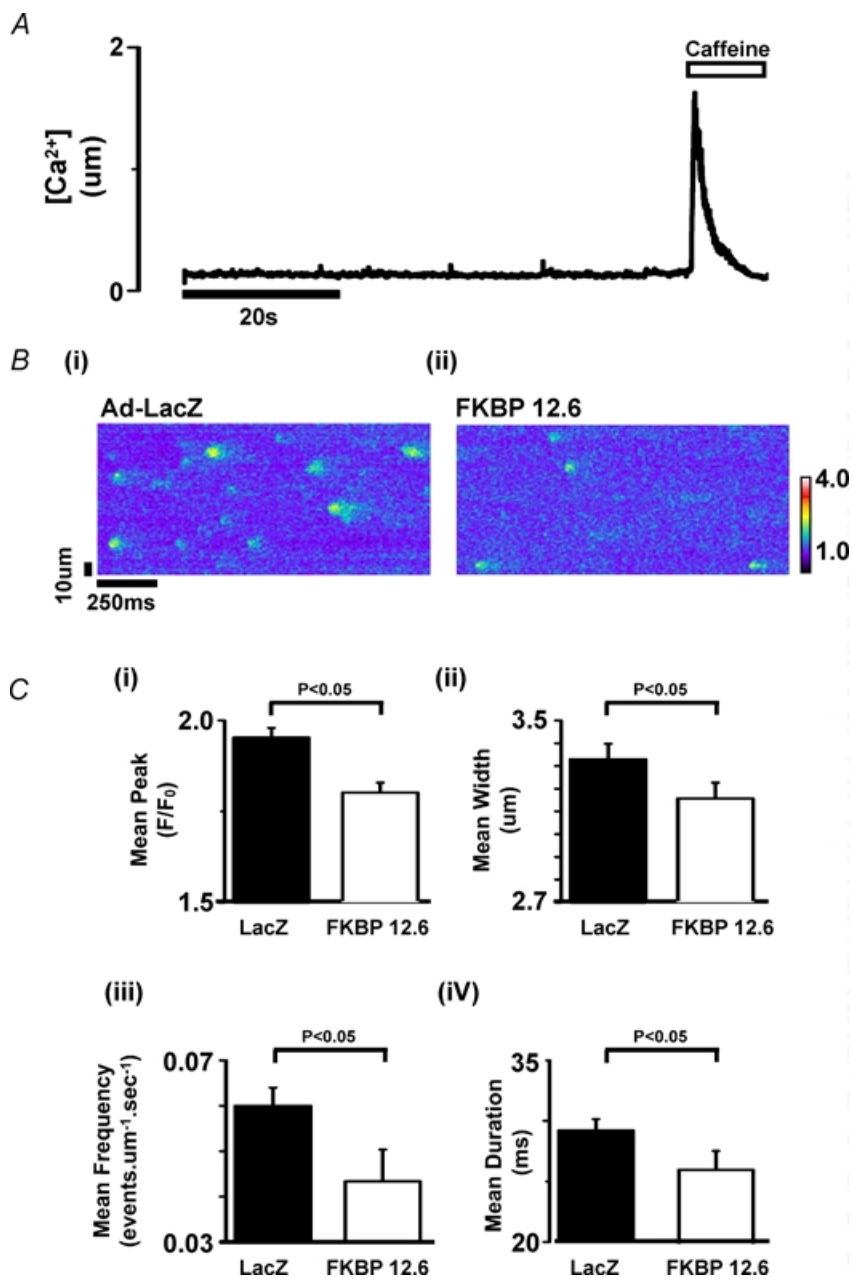 A
2
Caffeine
[Ca²⁺]
(um)
0
20s
B
(i)
(ii)
Ad-LacZ
FKBP 12.6
4.0
1.0
10um
250ms
C
(i)
(ii)
P<0.05
P<0.05
2.0
3.5
Mean Peak
(F/F₀)
Mean Width
(um)
1.5
2.7
LacZ
FKBP 12.6
LacZ
FKBP 12.6
(iii)
(iV)
P<0.05
P<0.05
0.07
35
Mean Frequency
(events.um⁻¹.sec⁻¹)
Mean Duration
(ms)
0.03
20
LacZ
FKBP 12.6
LacZ
FKBP 12.6